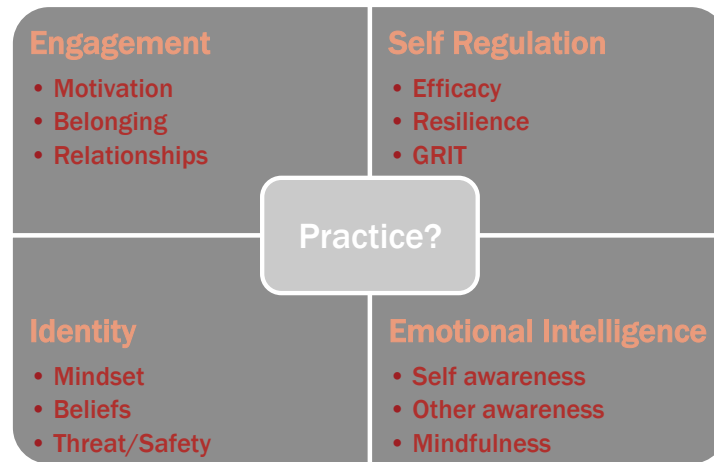 Engagement
• Motivation
• Belonging
• Relationships
Self Regulation
• Efficacy
• Resilience
• GRIT
Practice?
Identity
• Mindset
• Beliefs
• Threat/Safety
Emotional Intelligence
• Self awareness
• Other awareness
• Mindfulness